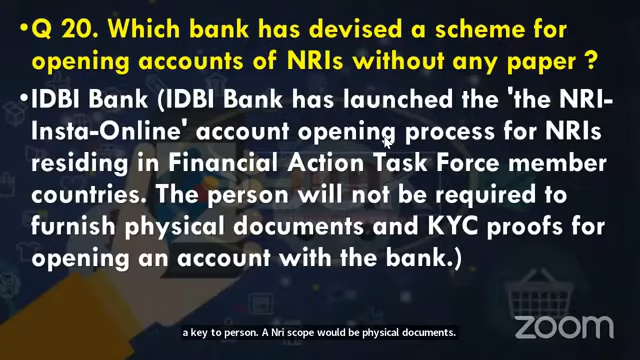 •Q 20. Which bank has devised a scheme for
opening accounts of NRIs without any paper ?
•IDBI Bank (IDBI Bank has launched the 'the NRI-
Insta-Online' account opening process for NRIs
residing in Financial Action Task Force member
countries. The person will not be required to
furnish physical documents and KYC proofs for
opening an account with the bank.)
a key to person. A Nri scope would be physical documents.
zoom